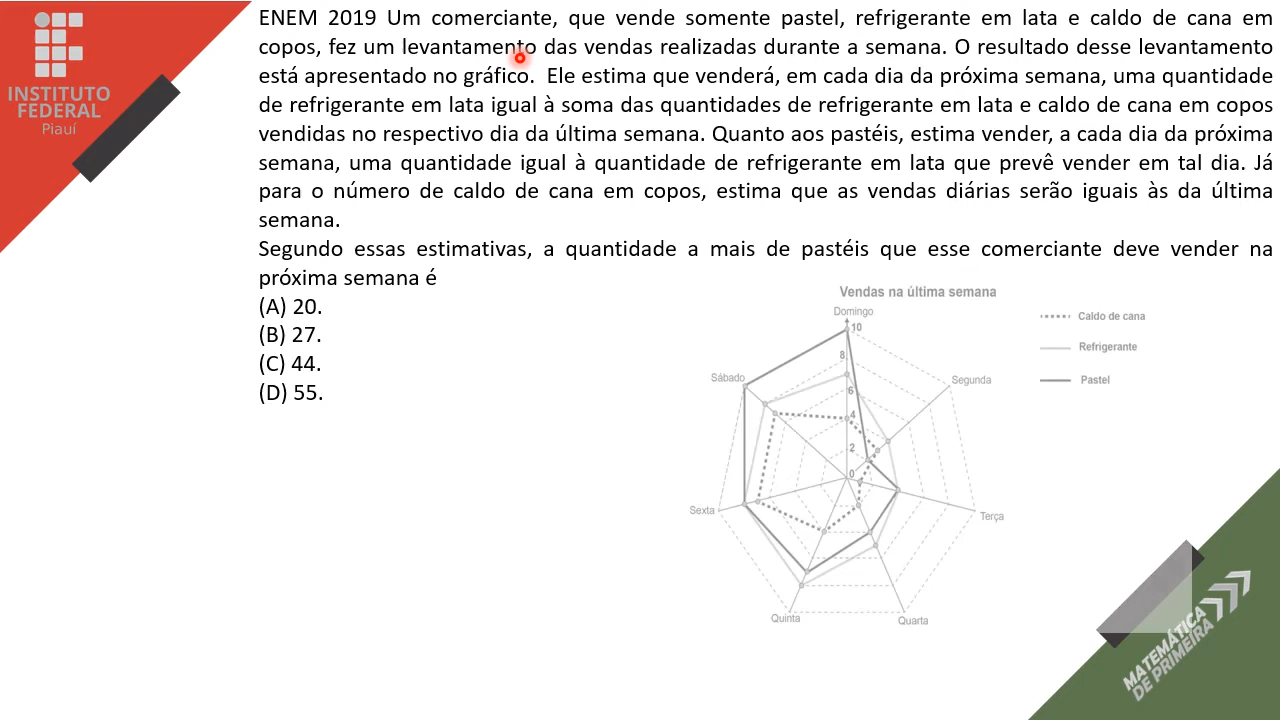 INSTITUTO
FEDERAL
Piauí
ENEM 2019 Um comerciante, que vende somente pastel, refrigerante em lata e caldo de cana em
copos, fez um levantamento das vendas realizadas durante a semana. O resultado desse levantamento
está apresentado no gráfico. Ele estima que venderá, em cada dia da próxima semana, uma quantidade
de refrigerante em lata igual à soma das quantidades de refrigerante em lata e caldo de cana em copos
vendidas no respectivo dia da última semana. Quanto aos pastéis, estima vender, a cada dia da próxima
semana, uma quantidade igual à quantidade de refrigerante em lata que prevê vender em tal dia. Já
para o número de caldo de cana em copos, estima que as vendas diárias serão iguais às da última
semana.
Segundo essas estimativas, a quantidade a mais de pastéis que esse comerciante deve vender na
próxima semana é
(A) 20.
(B) 27.
(C) 44.
(D) 55.
Vendas na última semana
Domingo
10
8
6
4
2
0
Segunda
Terça
Quarta
Quinta
Sexta
Sábado
Caldo de cana
Refrigerante
Pastel
MATEMÁTICA
DE PRIMEIRA